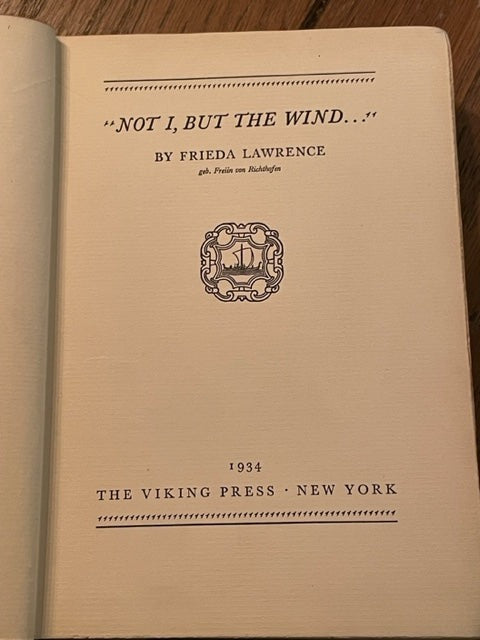 "NOT I, BUT THE WIND..."
BY FRIEDA LAWRENCE
geb. Freiin von Richthofen
1934
THE VIKING PRESS · NEW YORK